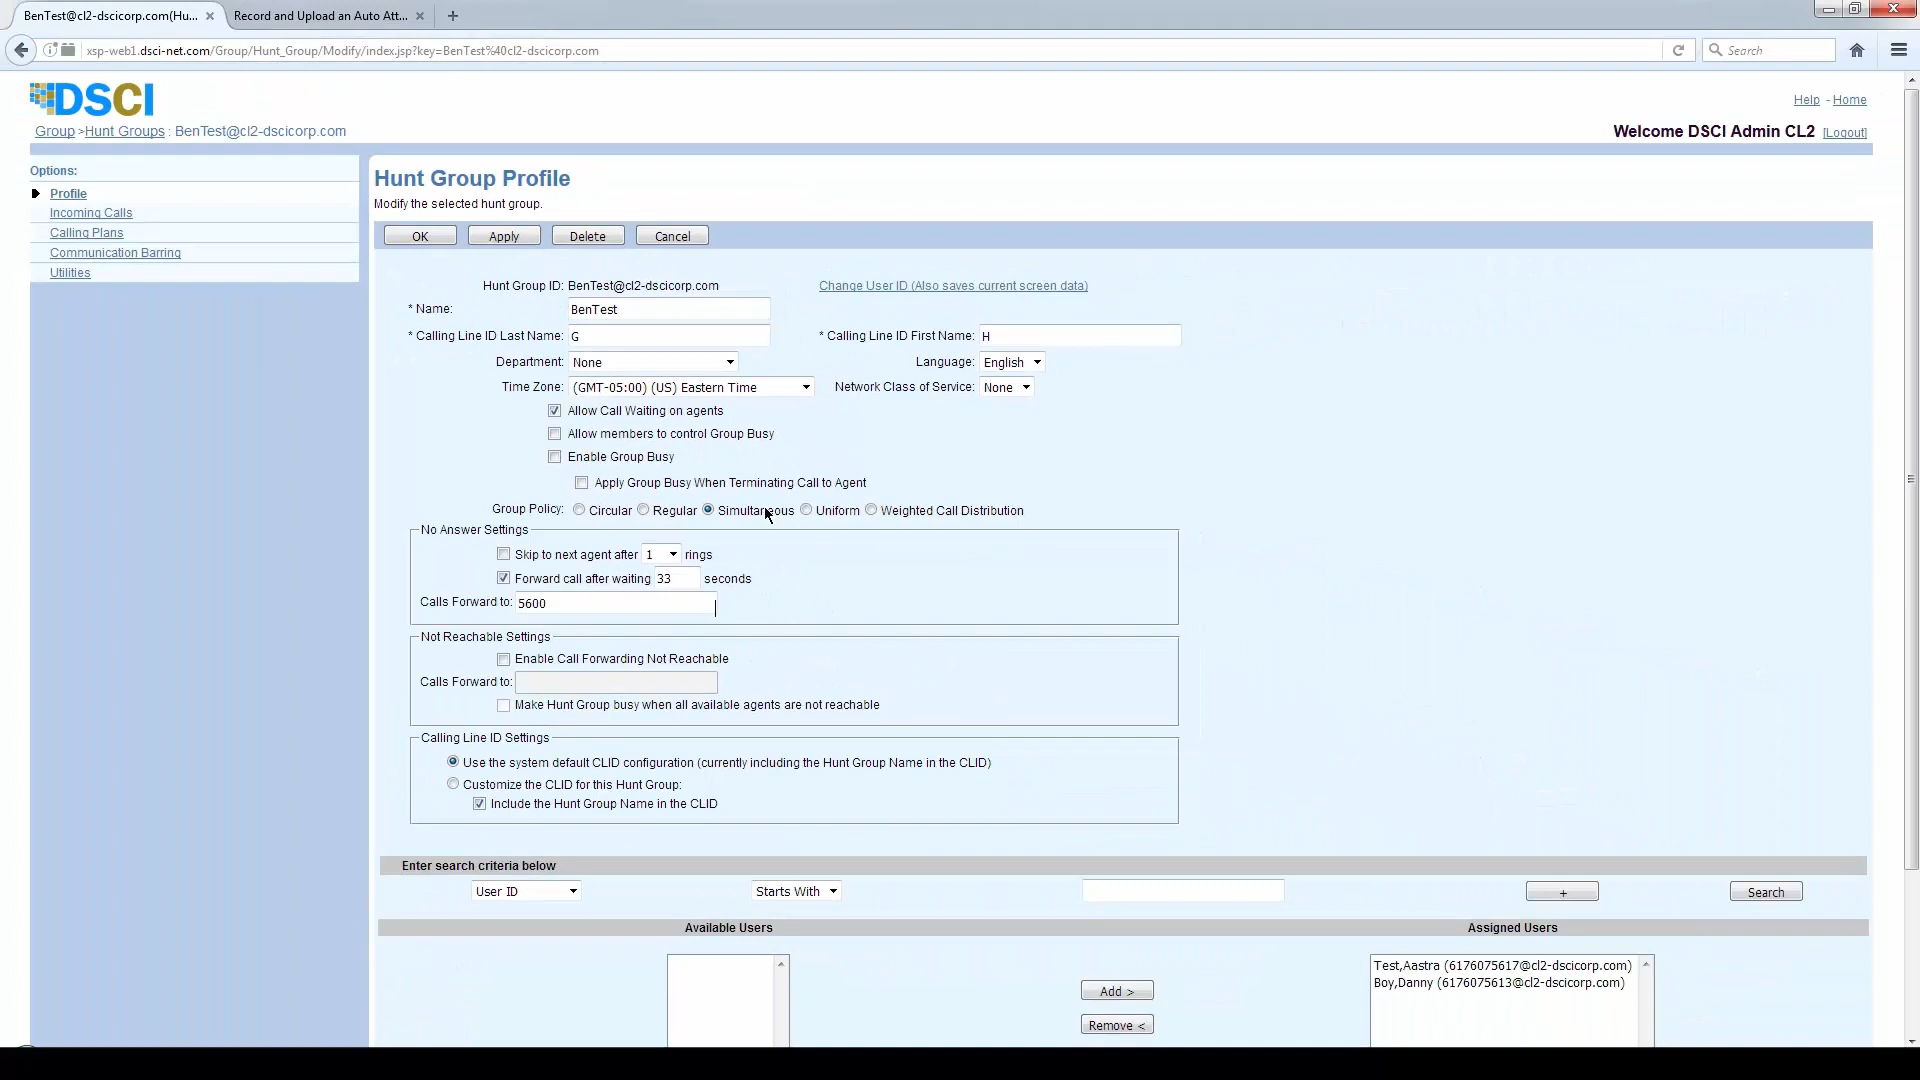 BenTest@cl2-dscicorp.com(Hu...
Record and Upload an Auto Att...
xsp-web1.dsci-net.com/Group/Hunt_Group/Modify/index.jsp?key=BenTest%40cl2-dscicorp.com
Search
DSCI
Help - Home
Group >Hunt Groups : BenTest@cl2-dscicorp.com
Welcome DSCI Admin CL2 [Logout]
Options:
Profile
Incoming Calls
Calling Plans
Communication Barring
Utilities
Hunt Group Profile
Modify the selected hunt group.
OK Apply Delete Cancel
Hunt Group ID: BenTest@cl2-dscicorp.com Change User ID (Also saves current screen data)
* Name: BenTest
* Calling Line ID Last Name: G * Calling Line ID First Name: H
Department: None Language: English
Time Zone: (GMT-05:00) (US) Eastern Time Network Class of Service: None
Allow Call Waiting on agents
Allow members to control Group Busy
Enable Group Busy
Apply Group Busy When Terminating Call to Agent
Group Policy: Circular Regular Simultaneous Uniform Weighted Call Distribution
No Answer Settings
Skip to next agent after 1 rings
Forward call after waiting 33 seconds
Calls Forward to: 5600
Not Reachable Settings
Enable Call Forwarding Not Reachable
Calls Forward to:
Make Hunt Group busy when all available agents are not reachable
Calling Line ID Settings
Use the system default CLID configuration (currently including the Hunt Group Name in the CLID)
Customize the CLID for this Hunt Group:
Include the Hunt Group Name in the CLID
Enter search criteria below
User ID Starts With + Search
Available Users Assigned Users
Test,Aastra (6176075617@cl2-dscicorp.com)
Boy,Danny (6176075613@cl2-dscicorp.com)
Add >
Remove <